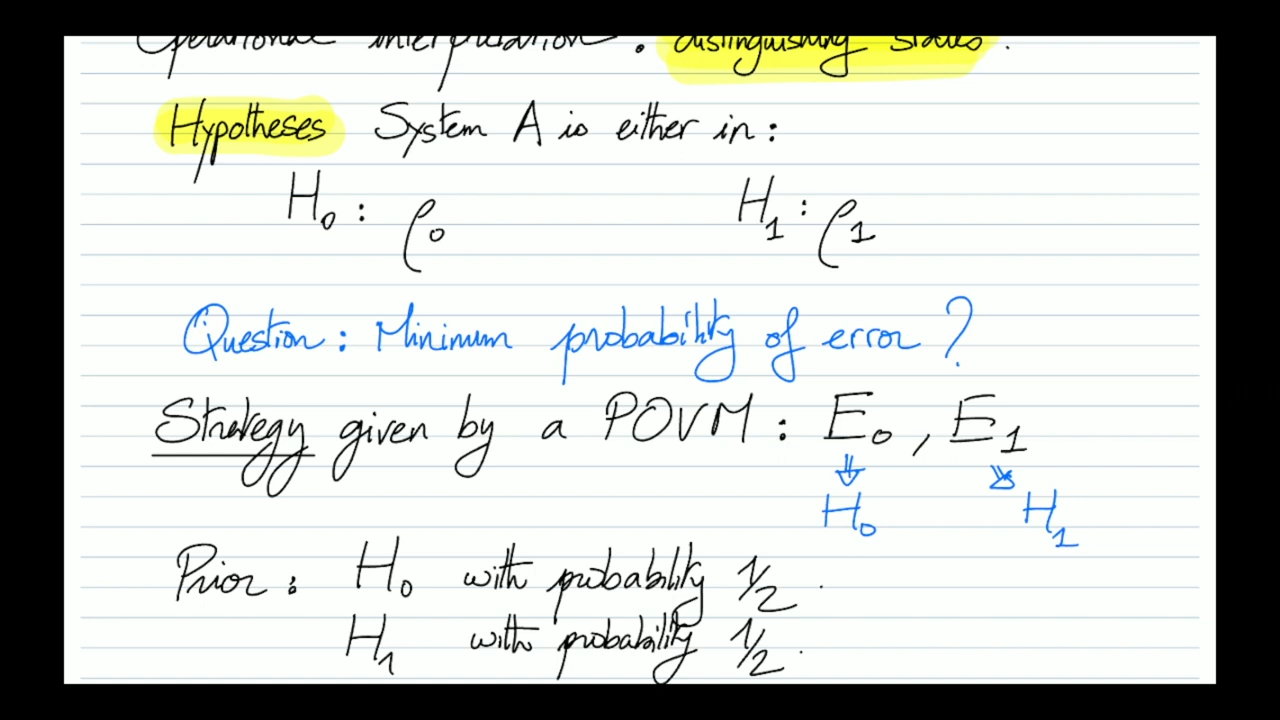 Operational interpretation : distinguishing states.
Hypotheses System A is either in :
H₀ : ρ₀ H₁ : ρ₁
Question : Minimum probability of error ?
Strategy given by a POVM : E₀ , E₁
⇓ ⇘
H₀ H₁
Prior : H₀ with probability 1/2 .
H₁ with probability 1/2 .